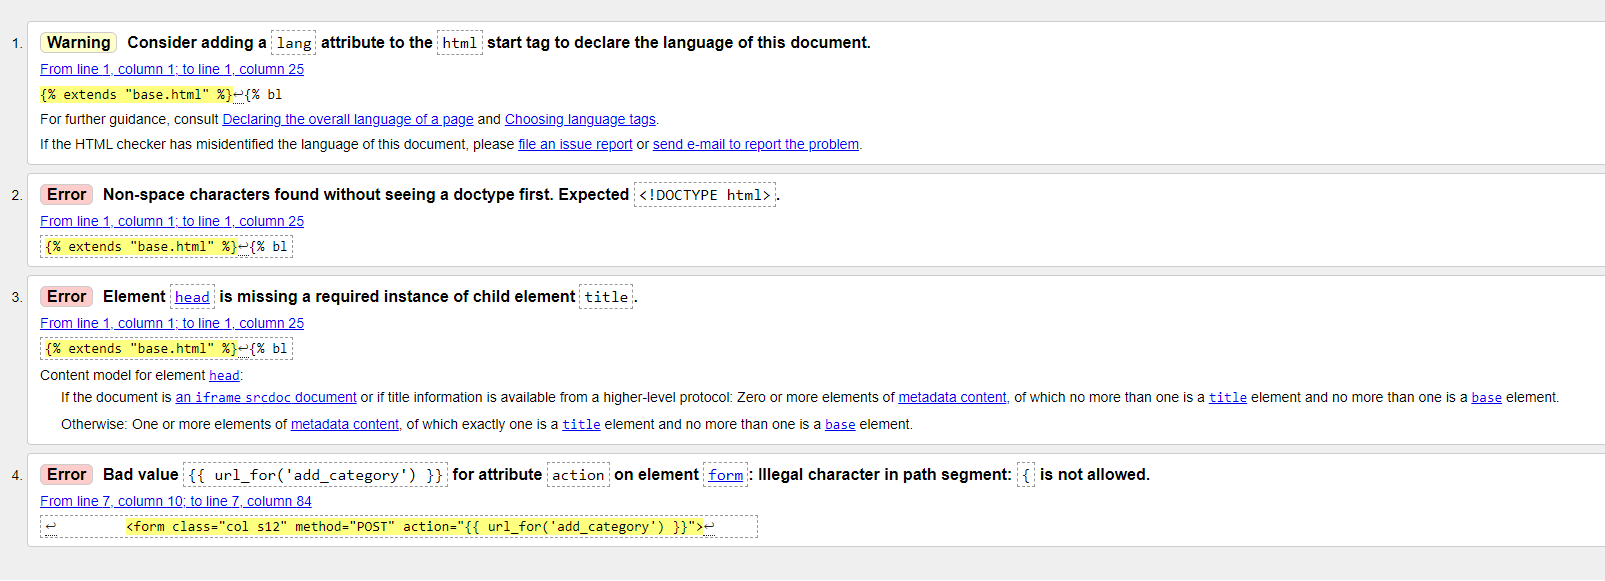 1. Warning Consider adding a lang attribute to the html start tag to declare the language of this document.
From line 1, column 1; to line 1, column 25
{% extends "base.html" %}↩{% bl
For further guidance, consult Declaring the overall language of a page and Choosing language tags.
If the HTML checker has misidentified the language of this document, please file an issue report or send e-mail to report the problem.
2. Error Non-space characters found without seeing a doctype first. Expected <!DOCTYPE html>.
From line 1, column 1; to line 1, column 25
{% extends "base.html" %}↩{% bl
3. Error Element head is missing a required instance of child element title.
From line 1, column 1; to line 1, column 25
{% extends "base.html" %}↩{% bl
Content model for element head:
If the document is an iframe srcdoc document or if title information is available from a higher-level protocol: Zero or more elements of metadata content, of which no more than one is a title element and no more than one is a base element.
Otherwise: One or more elements of metadata content, of which exactly one is a title element and no more than one is a base element.
4. Error Bad value {{ url_for('add_category') }} for attribute action on element form: Illegal character in path segment: { is not allowed.
From line 7, column 10; to line 7, column 84
↩ <form class="col s12" method="POST" action="{{ url_for('add_category') }}">↩